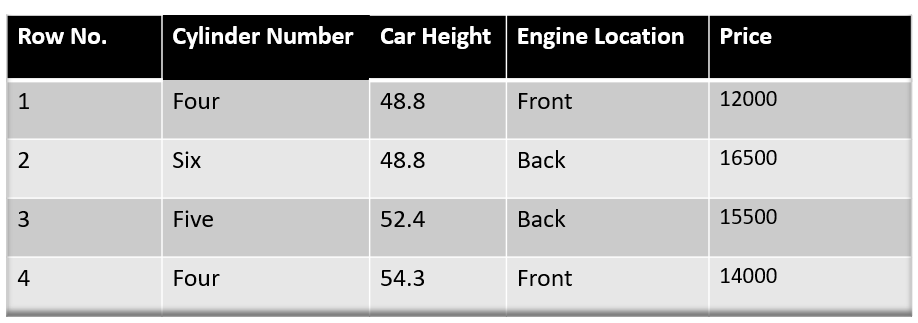 Row No. Cylinder Number Car Height Engine Location Price
1 Four 48.8 Front 12000
2 Six 48.8 Back 16500
3 Five 52.4 Back 15500
4 Four 54.3 Front 14000